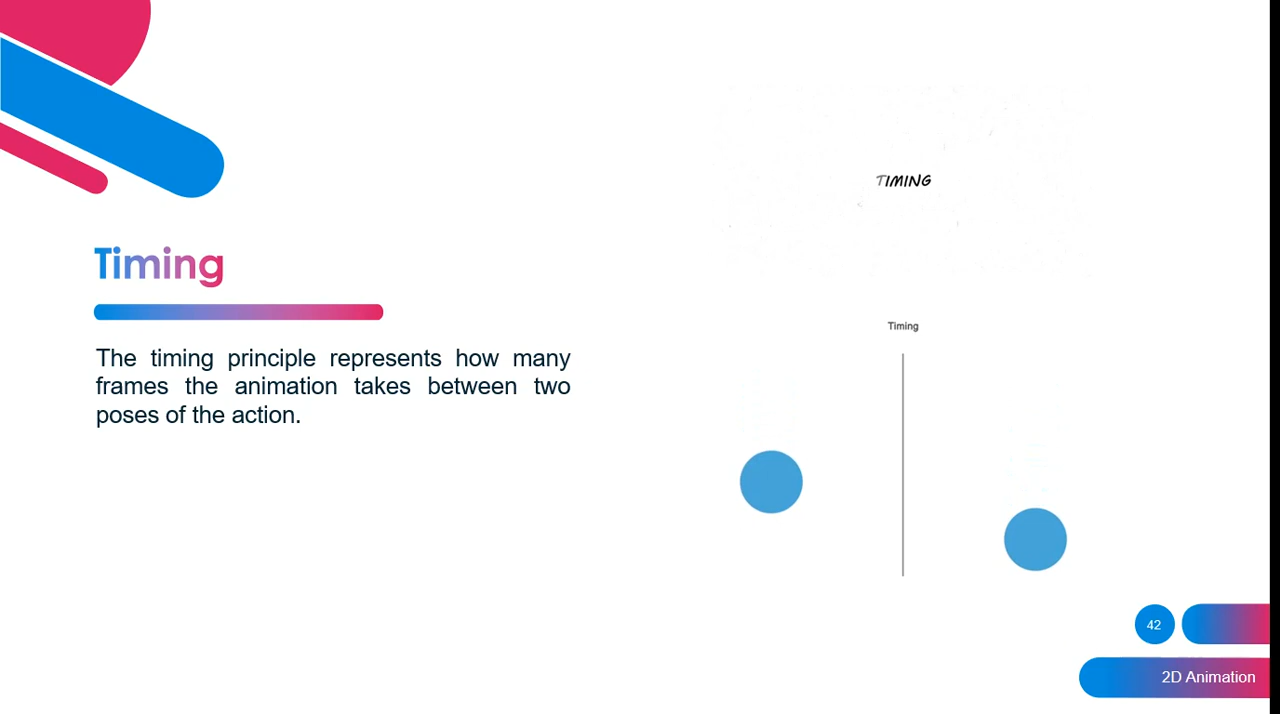 Timing
The timing principle represents how many
frames the animation takes between two
poses of the action.
TIMING
Timing
42
2D Animation